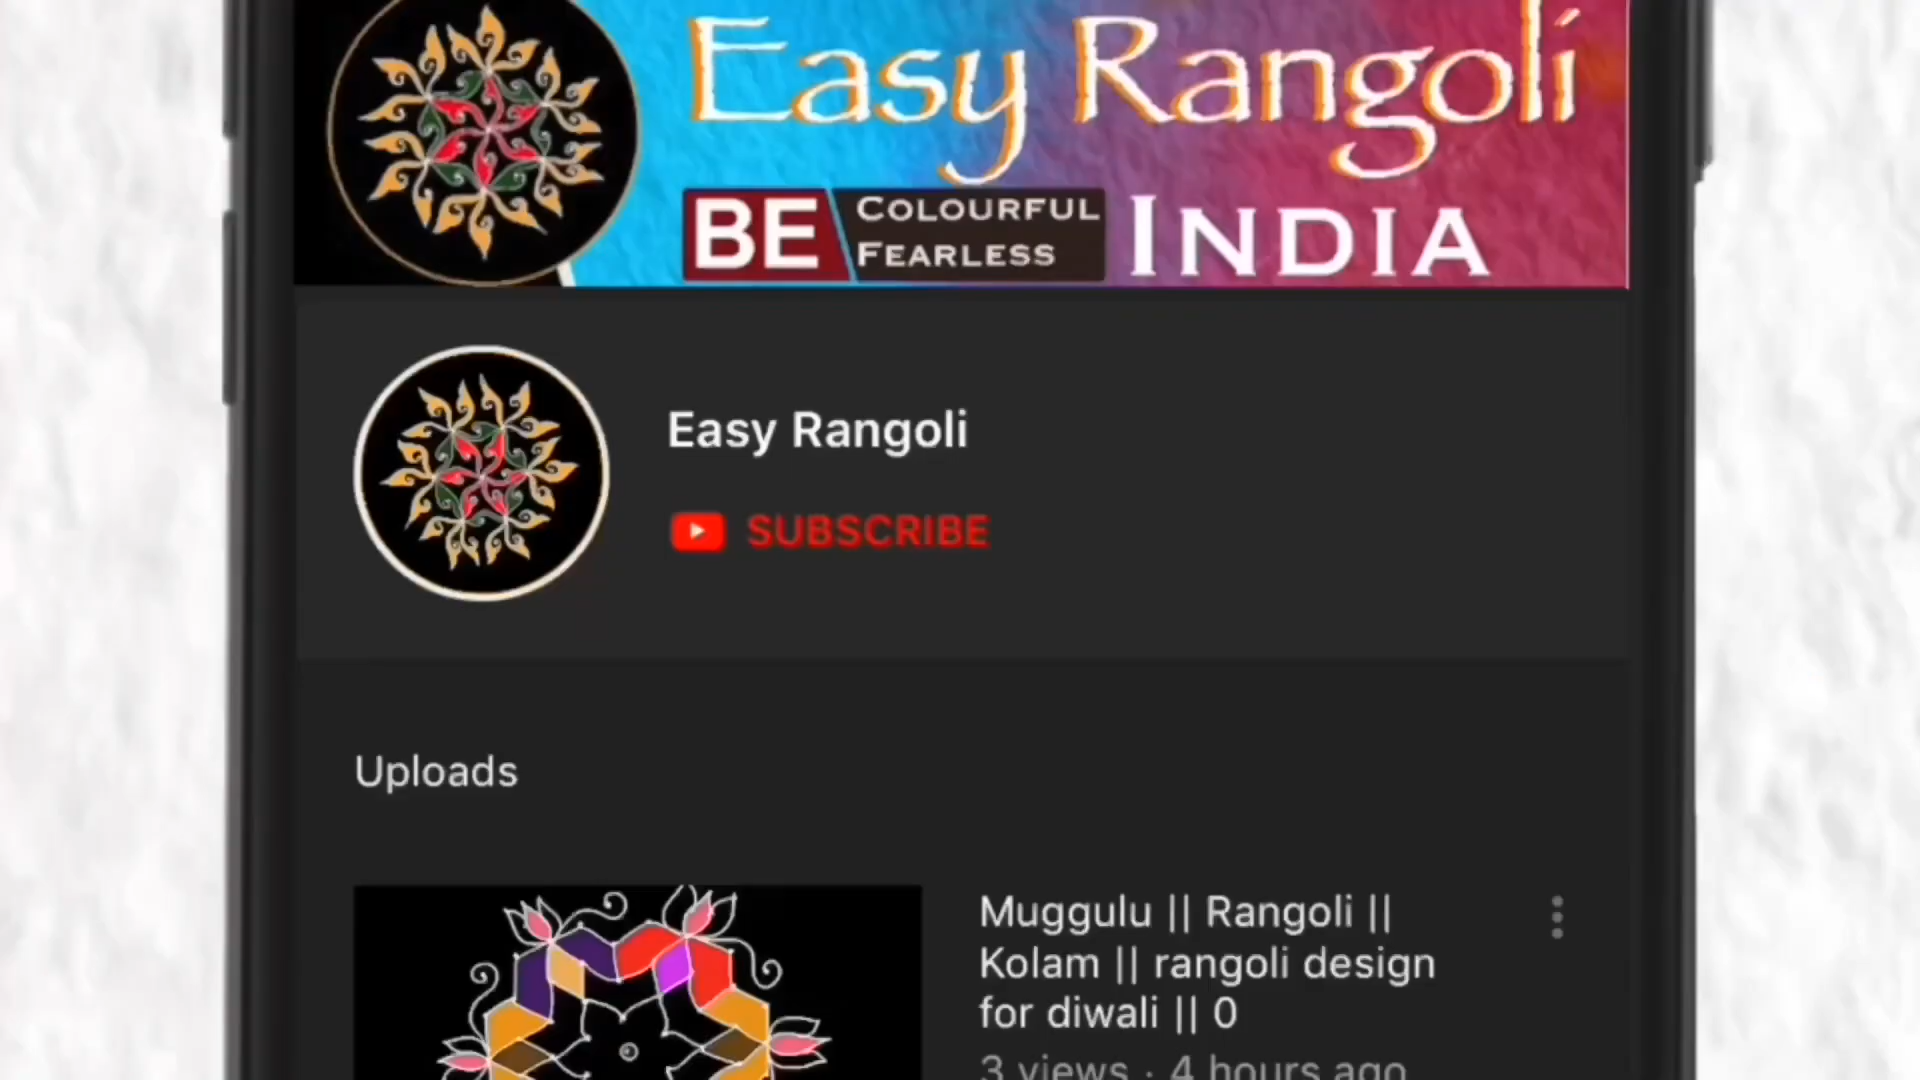 Easy Rangoli
BE COLOURFUL FEARLESS INDIA
Easy Rangoli
SUBSCRIBE
Uploads
Muggulu || Rangoli ||
Kolam || rangoli design
for diwali || 0
3 views · 4 hours ago